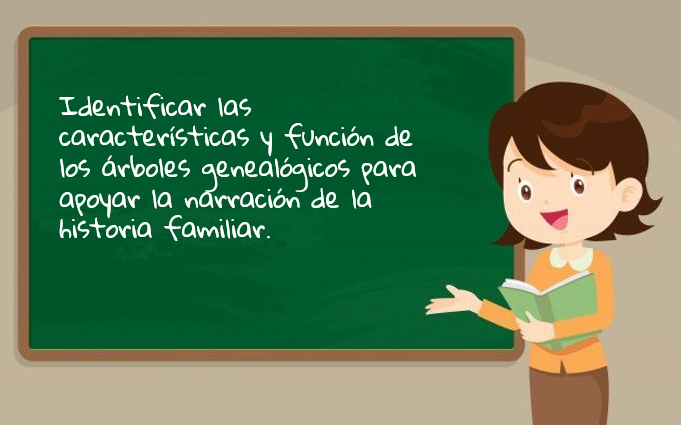 Identificar las
características y función de
los árboles genealógicos para
apoyar la narración de la
historia familiar.